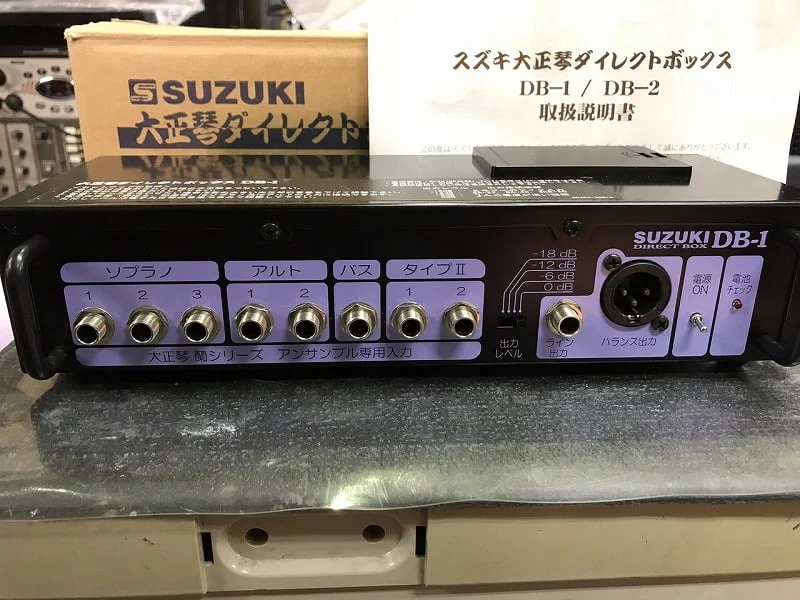 SUZUKI
大正琴ダイレクト
スズキ大正琴ダイレクトボックス
DB-1 / DB-2
取扱説明書
SUZUKI DB-1
DIRECT BOX
ソプラノ
アルト
バス
タイプⅡ
1 2 3 1 2 1 2
大正琴 蘭シリーズ アンサンブル専用入力
-18 dB
-12 dB
-6 dB
0 dB
出力
レベル
ライン
出力
バランス出力
電源
ON
電池
チェック